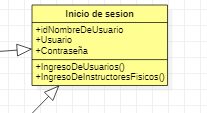 Inicio de sesion
+idNombreDeUsuario
+Usuario
+Contraseña
+IngresoDeUsuarios()
+IngresoDeInstructoresFisicos()